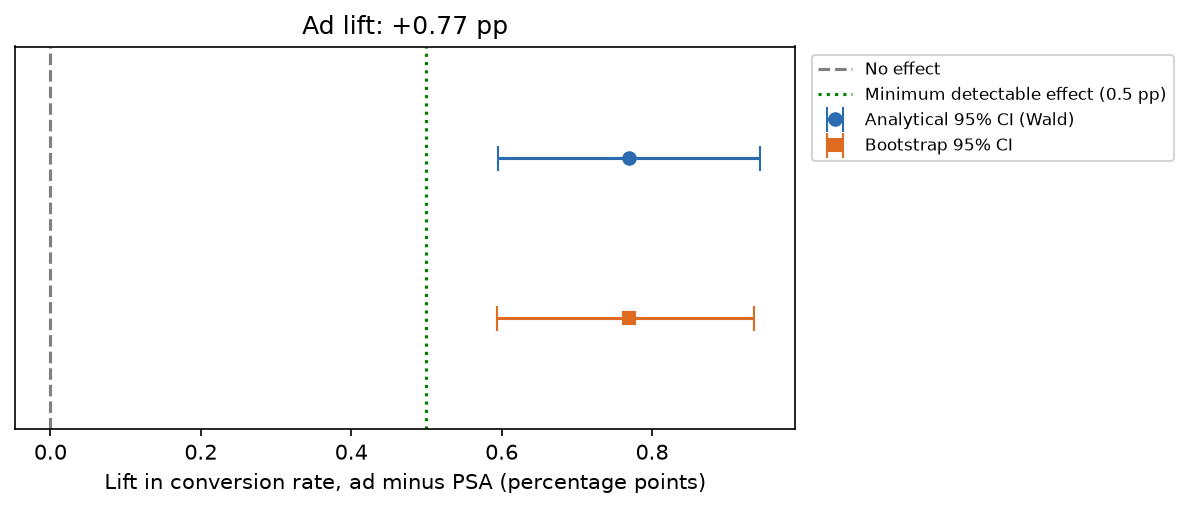 Ad lift: +0.77 pp
No effect
Minimum detectable effect (0.5 pp)
Analytical 95% CI (Wald)
Bootstrap 95% CI
0.0 0.2 0.4 0.6 0.8
Lift in conversion rate, ad minus PSA (percentage points)